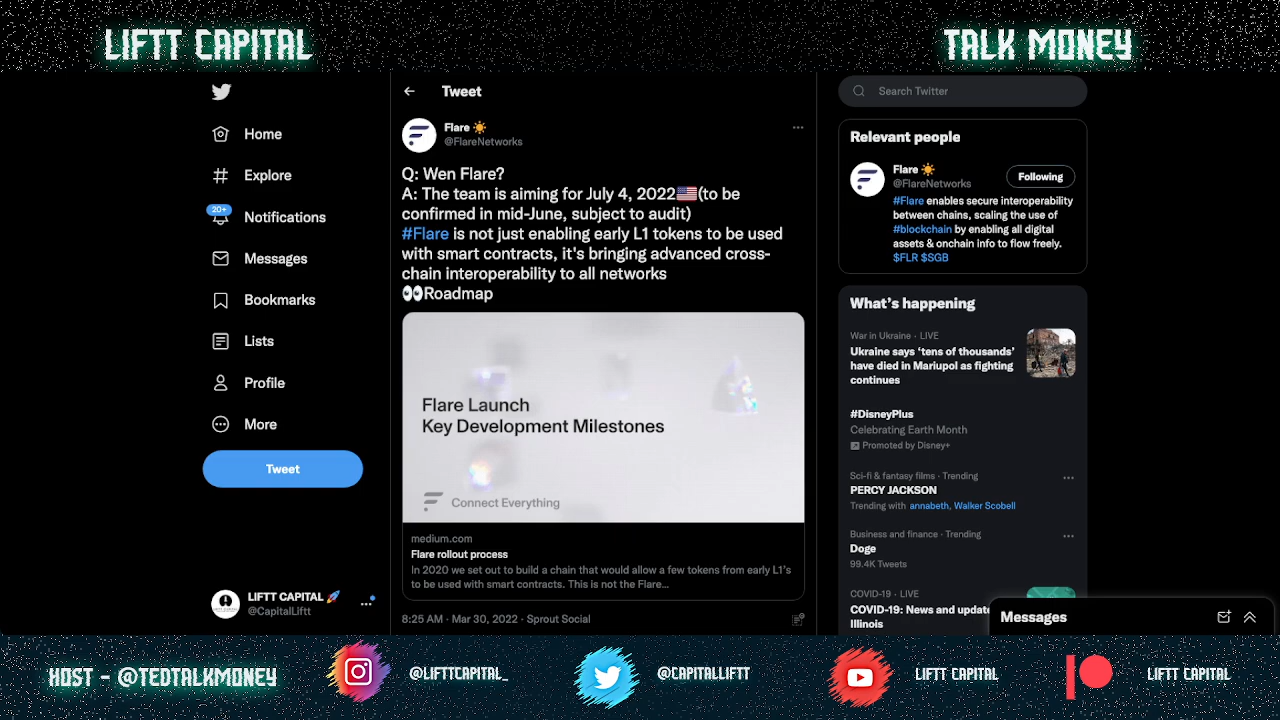 LIFTT CAPITAL
TALK MONEY
Home
Explore
20+
Notifications
Messages
Bookmarks
Lists
Profile
More
Tweet
LIFTT CAPITAL 🚀
@CapitalLiftt
Tweet
Flare ☀️
@FlareNetworks
Q: Wen Flare?
A: The team is aiming for July 4, 2022🇺🇸(to be
confirmed in mid-June, subject to audit)
#Flare is not just enabling early L1 tokens to be used
with smart contracts, it's bringing advanced cross-
chain interoperability to all networks
👀Roadmap
Flare Launch
Key Development Milestones
Connect Everything
medium.com
Flare rollout process
In 2020 we set out to build a chain that would allow a few tokens from early L1's
to be used with smart contracts. This is not the Flare...
8:25 AM · Mar 30, 2022 · Sprout Social
Search Twitter
Relevant people
Flare ☀️
@FlareNetworks
Following
#Flare enables secure interoperability
between chains, scaling the use of
#blockchain by enabling all digital
assets & onchain info to flow freely.
$FLR $SGB
What's happening
War in Ukraine · LIVE
Ukraine says 'tens of thousands'
have died in Mariupol as fighting
continues
#DisneyPlus
Celebrating Earth Month
Promoted by Disney+
Sci-fi & fantasy films · Trending
PERCY JACKSON
Trending with annabeth, Walker Scobell
Business and finance · Trending
Doge
99.4K Tweets
COVID-19 · LIVE
COVID-19: News and update
Illinois
Messages
HOST - @TEDTALKMONEY
@LIFTTCAPITAL_
@CAPITALLIFTT
LIFTT CAPITAL
LIFTT CAPITAL